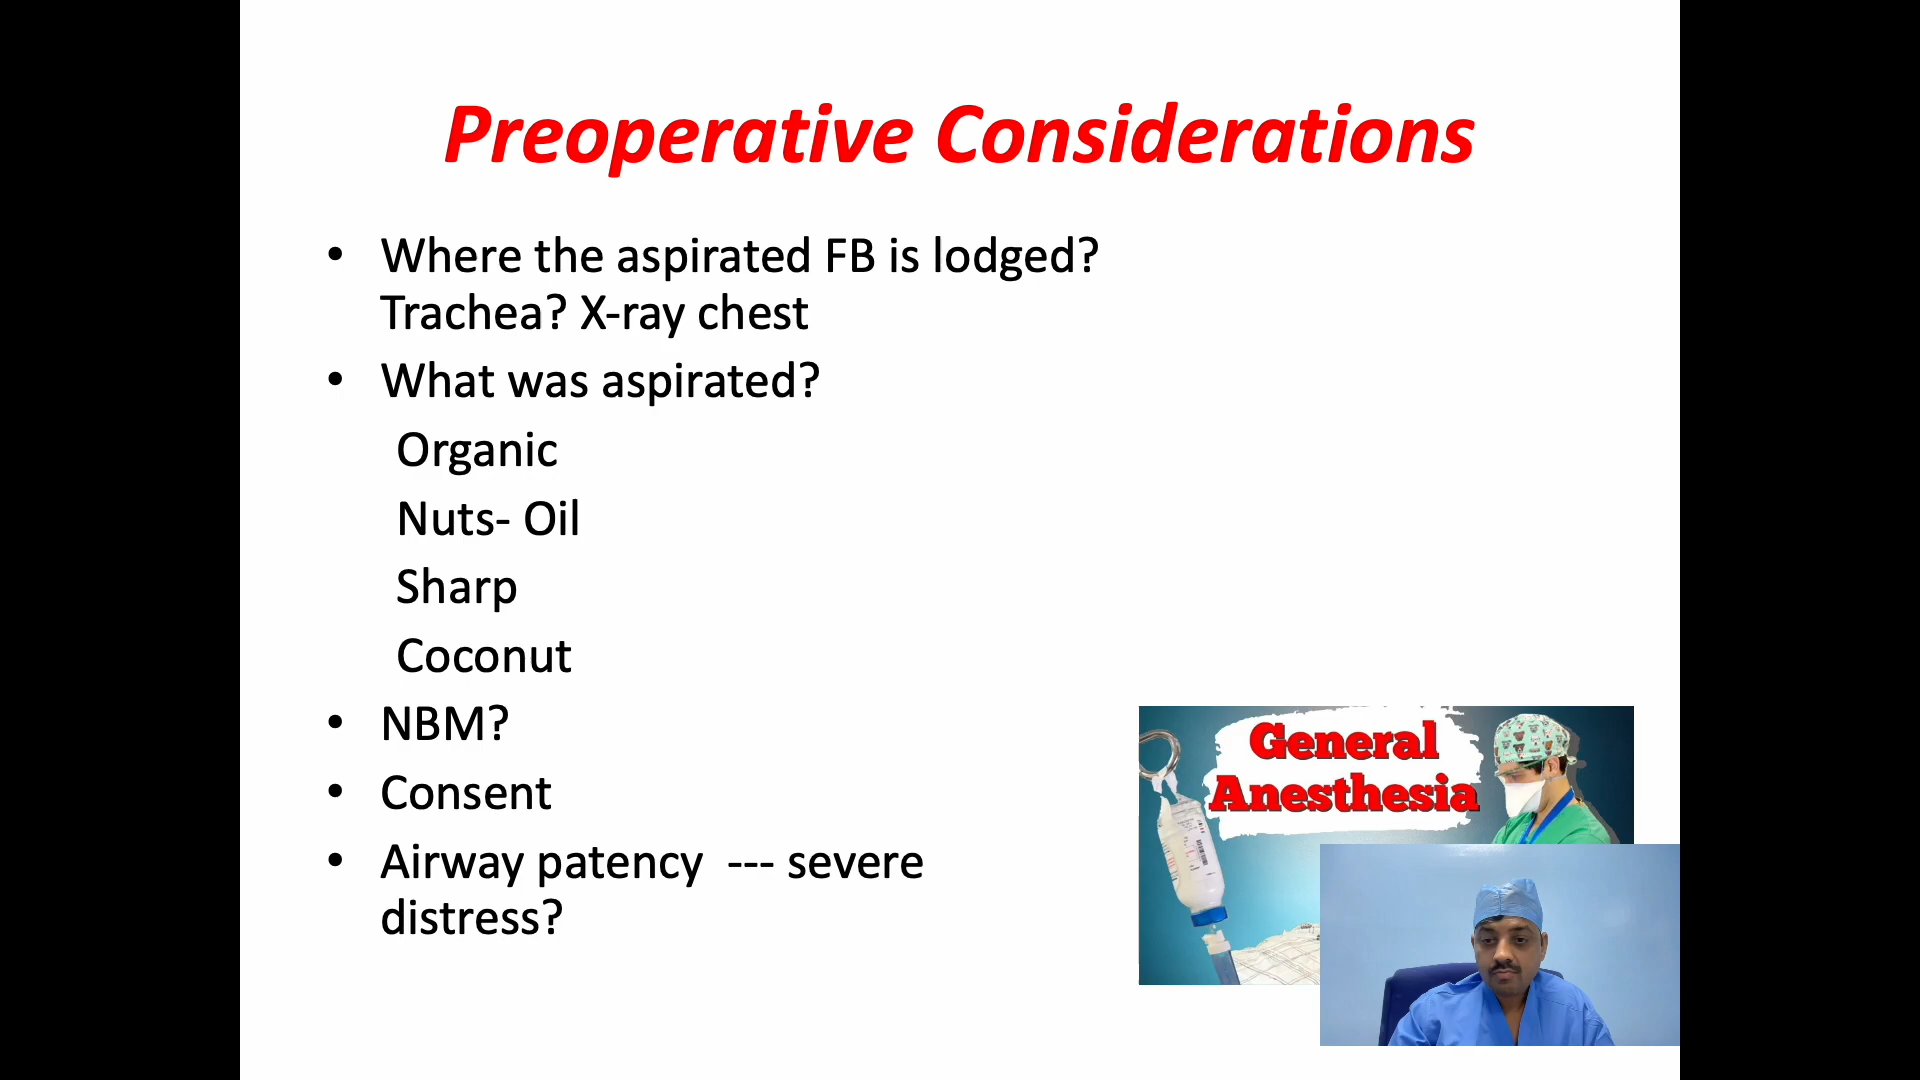 Preoperative Considerations
• Where the aspirated FB is lodged?
Trachea? X-ray chest
• What was aspirated?
Organic
Nuts- Oil
Sharp
Coconut
• NBM?
• Consent
• Airway patency --- severe
distress?
General
Anesthesia